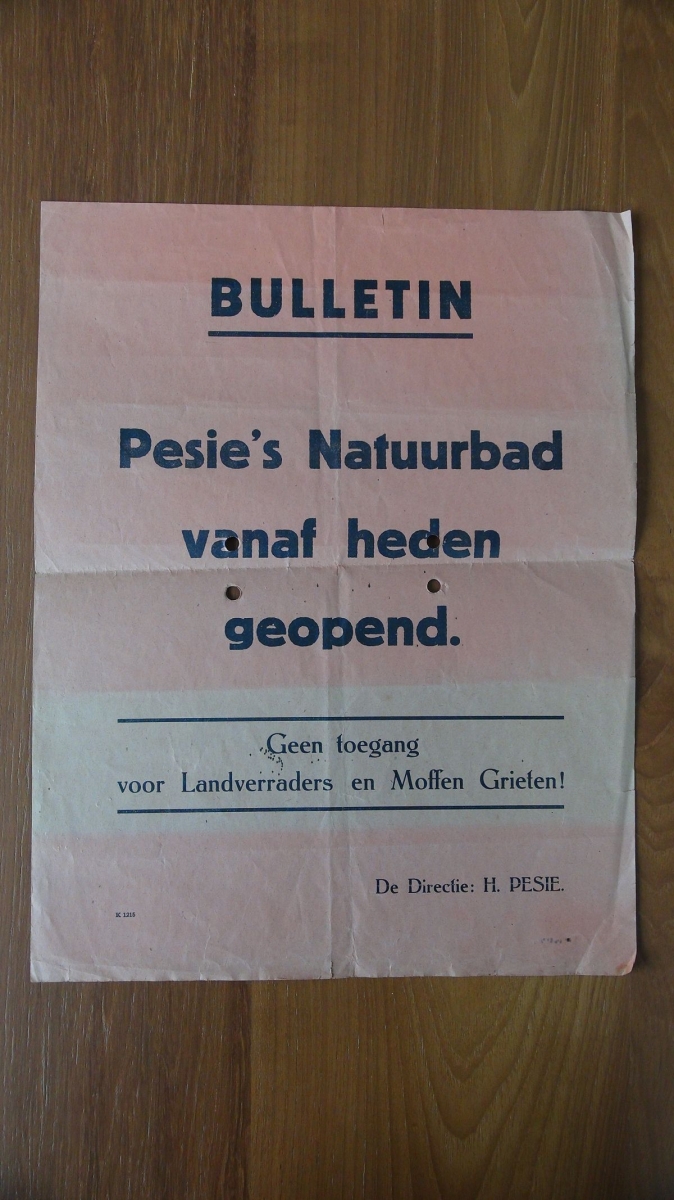 BULLETIN
Pesie's Natuurbad
vanaf heden
geopend.
Geen toegang
voor Landverraders en Moffen Grieten!
De Directie: H. PESIE.
K 1215